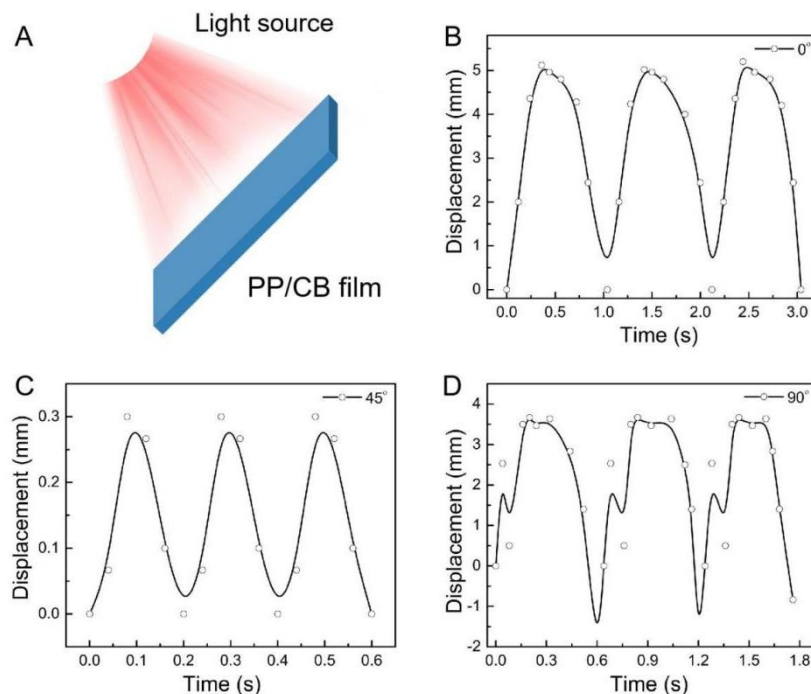 A
Light source
PP/CB film
B
0°
5
4
3
2
1
0
Displacement (mm)
0.0 0.5 1.0 1.5 2.0 2.5 3.0
Time (s)
C
45°
0.3
0.2
0.1
0.0
Displacement (mm)
0.0 0.1 0.2 0.3 0.4 0.5 0.6
Time (s)
D
90°
4
3
2
1
0
-1
-2
Displacement (mm)
0.0 0.3 0.6 0.9 1.2 1.5 1.8
Time (s)